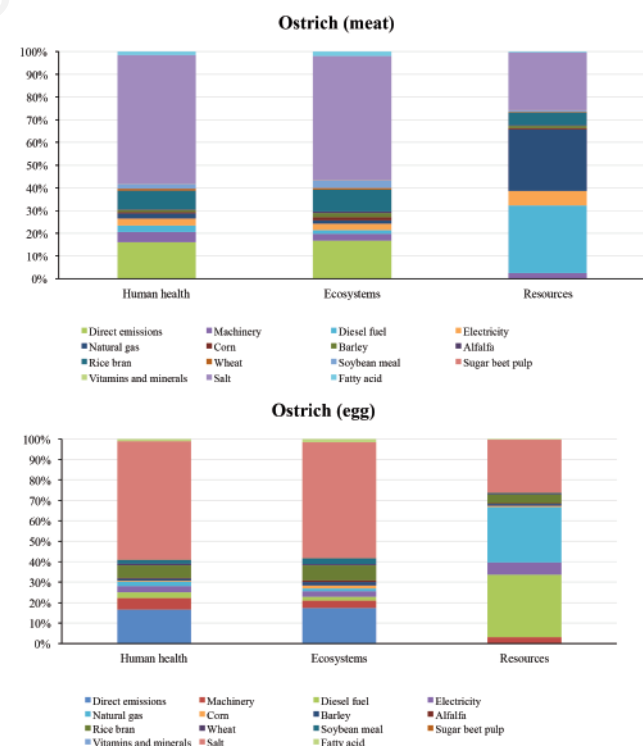 Ostrich (meat)
100%
90%
80%
70%
60%
50%
40%
30%
20%
10%
0%
Human health Ecosystems Resources
Direct emissions Machinery Diesel fuel Electricity
Natural gas Corn Barley Alfalfa
Rice bran Wheat Soybean meal Sugar beet pulp
Vitamins and minerals Salt Fatty acid
Ostrich (egg)
100%
90%
80%
70%
60%
50%
40%
30%
20%
10%
0%
Human health Ecosystems Resources
Direct emissions Machinery Diesel fuel Electricity
Natural gas Corn Barley Alfalfa
Rice bran Wheat Soybean meal Sugar beet pulp
Vitamins and minerals Salt Fatty acid